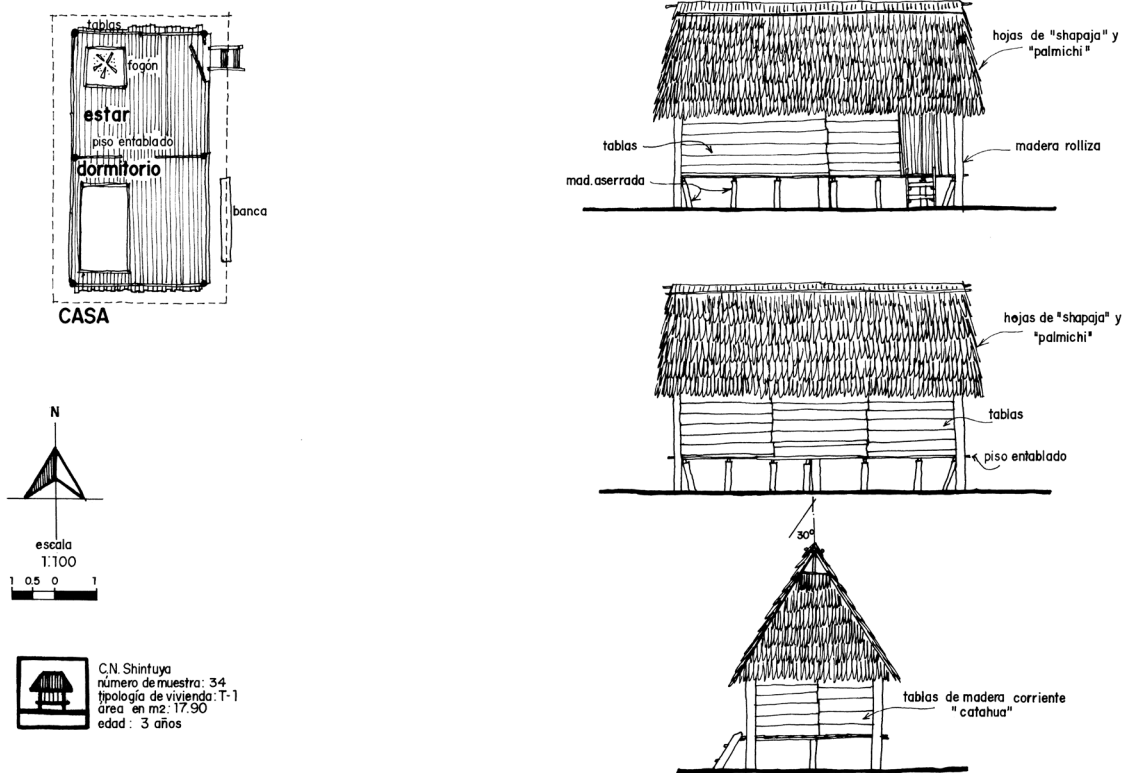 tablas
fogón
estar
piso entablado
dormitorio
banca
CASA
N
escala
1:100
1 0.5 0 1
C.N. Shintuya
número de muestra: 34
tipología de vivienda: T-1
área en m2: 17.90
edad: 3 años
hojas de "shapaja" y
"palmichi"
tablas
madera rolliza
mad. aserrada
hojas de "shapaja" y
"palmichi"
tablas
piso entablado
30°
tablas de madera corriente
"catahua"